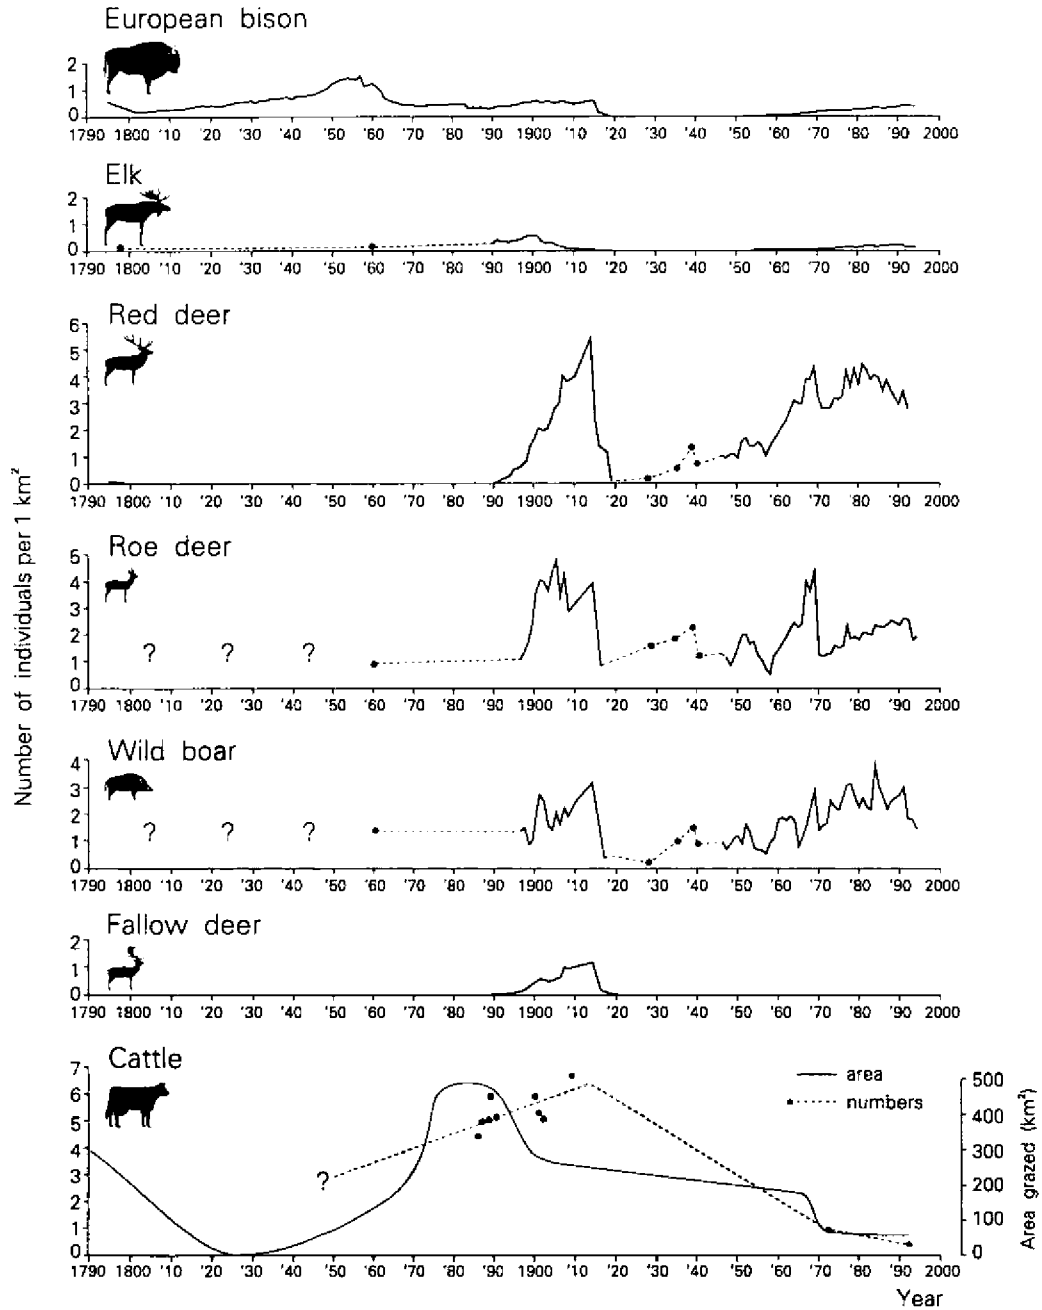 European bison
2
1
0
1790 1800 '10 '20 '30 '40 '50 '60 '70 '80 '90 1900 '10 '20 '30 '40 '50 '60 '70 '80 '90 2000
Elk
2
1
0
1790 1800 '10 '20 '30 '40 '50 '60 '70 '80 '90 1900 '10 '20 '30 '40 '50 '60 '70 '80 '90 2000
Red deer
6
5
4
3
2
1
0
1790 1800 '10 '20 '30 '40 '50 '60 '70 '80 '90 1900 '10 '20 '30 '40 '50 '60 '70 '80 '90 2000
Number of individuals per 1 km²
Roe deer
5
4
3
2
1
0
? ? ?
1790 1800 '10 '20 '30 '40 '50 '60 '70 '80 '90 1900 '10 '20 '30 '40 '50 '60 '70 '80 '90 2000
Wild boar
4
3
2
1
0
? ? ?
1790 1800 '10 '20 '30 '40 '50 '60 '70 '80 '90 1900 '10 '20 '30 '40 '50 '60 '70 '80 '90 2000
Fallow deer
2
1
0
1790 1800 '10 '20 '30 '40 '50 '60 '70 '80 '90 1900 '10 '20 '30 '40 '50 '60 '70 '80 '90 2000
Cattle
7
6
5
4
3
2
1
0
?
area
numbers
500
400
300
200
100
0
Area grazed (km²)
1790 1800 '10 '20 '30 '40 '50 '60 '70 '80 '90 1900 '10 '20 '30 '40 '50 '60 '70 '80 '90 2000
Year